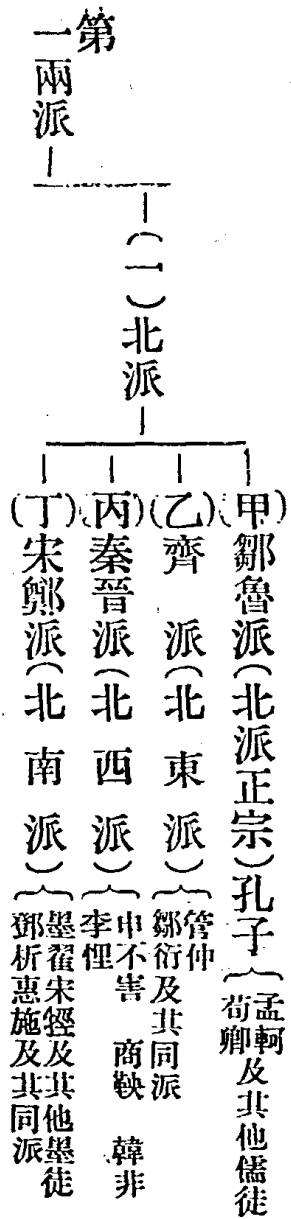 第一兩派
(一)北派
(甲)鄒魯派(北派正宗)孔子{孟軻荀卿及其他儒徒
(乙)齊派(北東派){管仲
鄒衍及其同派
(丙)秦晉派(北西派){申不害 商鞅 韓非
李悝
(丁)宋鄭派(北南派){墨翟宋牼及其他墨徒
鄧析惠施及其同派